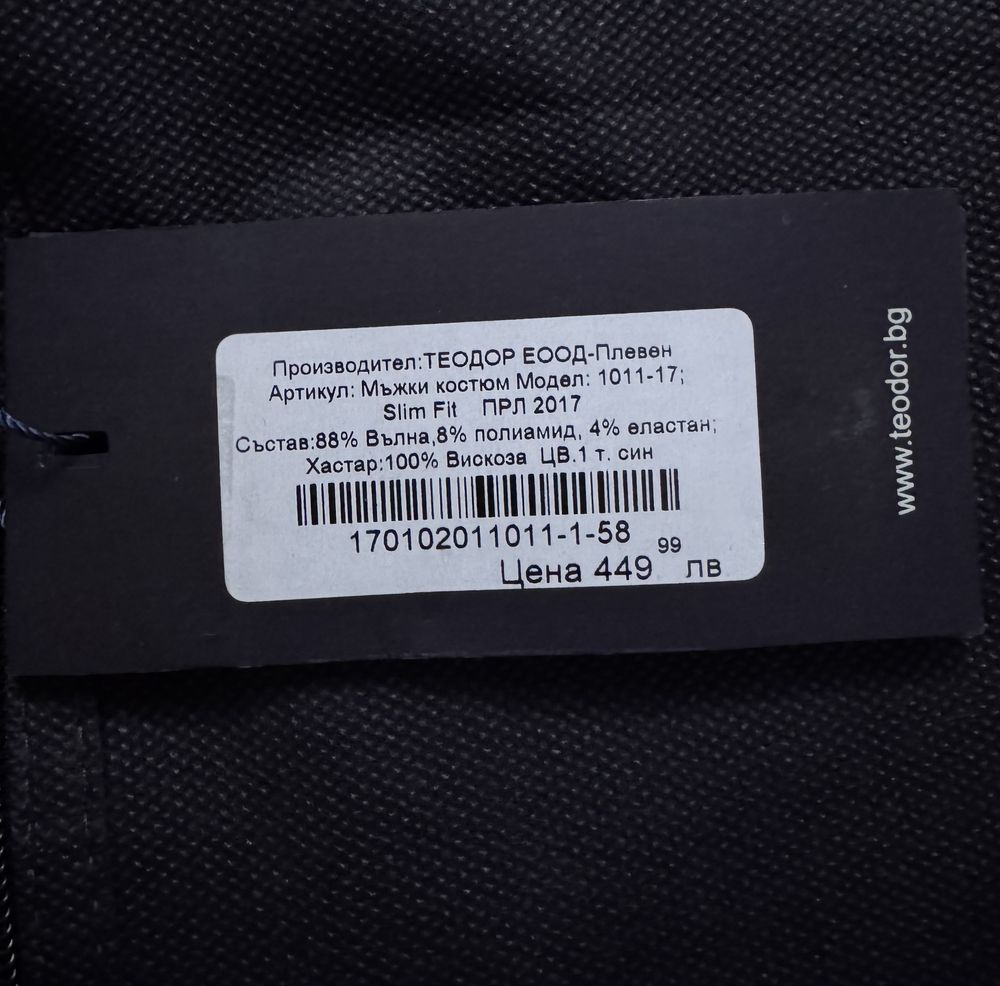 Производител:ТЕОДОР ЕООД-Плевен
Артикул: Мъжки костюм Модел: 1011-17;
Slim Fit ПРЛ 2017
Състав:88% Вълна,8% полиамид, 4% еластан;
Хастар:100% Вискоза ЦВ.1 т. син
170102011011-1-58
Цена 449 99 лв
www.teodor.bg